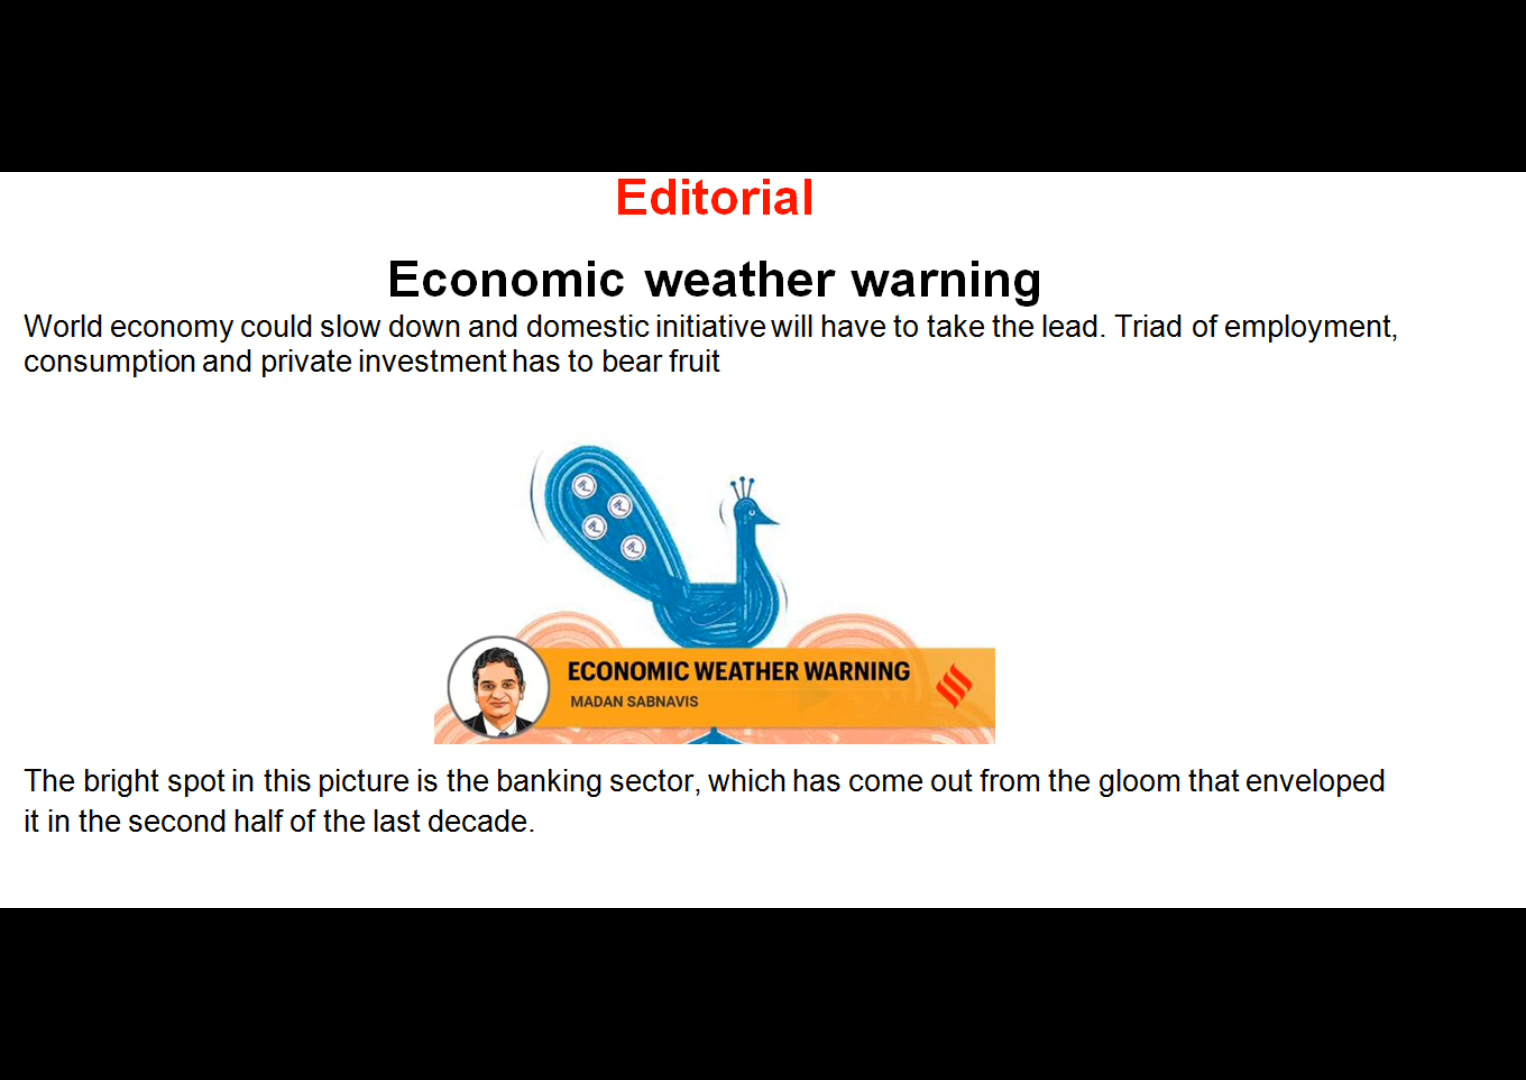 Editorial
Economic weather warning
World economy could slow down and domestic initiative will have to take the lead. Triad of employment,
consumption and private investment has to bear fruit
ECONOMIC WEATHER WARNING
MADAN SABNAVIS
The bright spot in this picture is the banking sector, which has come out from the gloom that enveloped
it in the second half of the last decade.